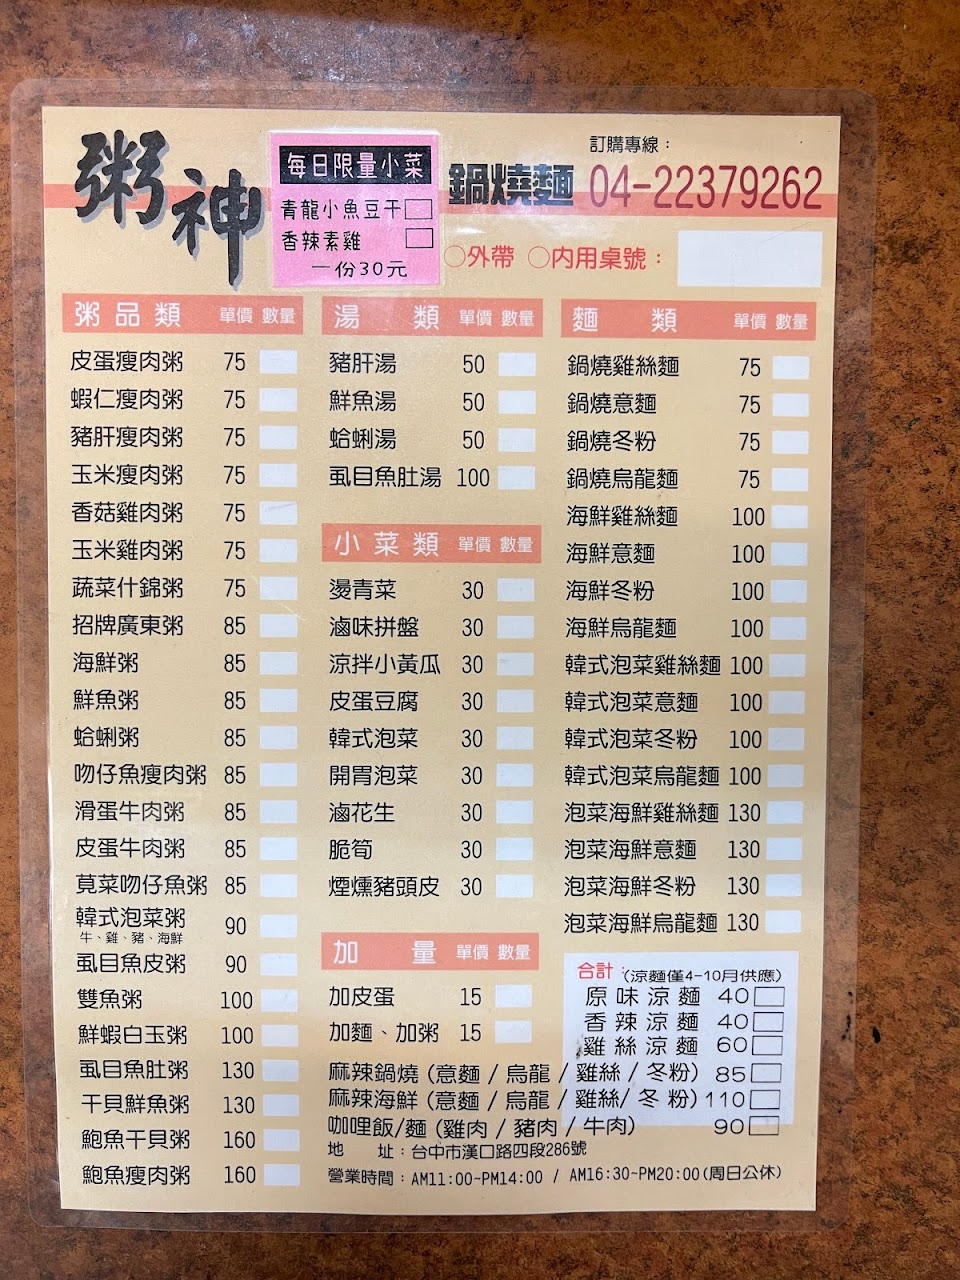 粥神
每日限量小菜
青龍小魚豆干
香辣素雞
一份30元
訂購專線：
鍋燒麵 04-22379262
○外帶 ○內用桌號：
粥品類 單價 數量
皮蛋瘦肉粥 75
蝦仁瘦肉粥 75
豬肝瘦肉粥 75
玉米瘦肉粥 75
香菇雞肉粥 75
玉米雞肉粥 75
蔬菜什錦粥 75
招牌廣東粥 85
海鮮粥 85
鮮魚粥 85
蛤蜊粥 85
吻仔魚瘦肉粥 85
滑蛋牛肉粥 85
皮蛋牛肉粥 85
莧菜吻仔魚粥 85
韓式泡菜粥 90
牛、雞、豬、海鮮
虱目魚皮粥 90
雙魚粥 100
鮮蝦白玉粥 100
虱目魚肚粥 130
干貝鮮魚粥 130
鮑魚干貝粥 160
鮑魚瘦肉粥 160
湯類 單價 數量
豬肝湯 50
鮮魚湯 50
蛤蜊湯 50
虱目魚肚湯 100
小菜類 單價 數量
燙青菜 30
滷味拼盤 30
涼拌小黃瓜 30
皮蛋豆腐 30
韓式泡菜 30
開胃泡菜 30
滷花生 30
脆筍 30
煙燻豬頭皮 30
加量 單價 數量
加皮蛋 15
加麵、加粥 15
麵類 單價 數量
鍋燒雞絲麵 75
鍋燒意麵 75
鍋燒冬粉 75
鍋燒烏龍麵 75
海鮮雞絲麵 100
海鮮意麵 100
海鮮冬粉 100
海鮮烏龍麵 100
韓式泡菜雞絲麵 100
韓式泡菜意麵 100
韓式泡菜冬粉 100
韓式泡菜烏龍麵 100
泡菜海鮮雞絲麵 130
泡菜海鮮意麵 130
泡菜海鮮冬粉 130
泡菜海鮮烏龍麵 130
合計：(涼麵僅4-10月供應)
原味涼麵 40
香辣涼麵 40
雞絲涼麵 60
麻辣鍋燒(意麵/烏龍/雞絲/冬粉) 85
麻辣海鮮(意麵/烏龍/雞絲/冬粉) 110
咖哩飯/麵(雞肉/豬肉/牛肉) 90
地址：台中市漢口路四段286號
營業時間：AM11:00~PM14:00 / AM16:30~PM20:00(周日公休)